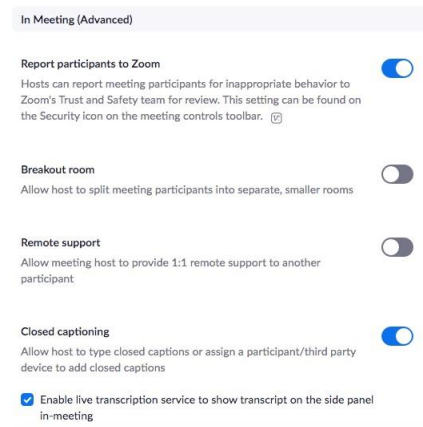 In Meeting (Advanced)
Report participants to Zoom
Hosts can report meeting participants for inappropriate behavior to
Zoom's Trust and Safety team for review. This setting can be found on
the Security icon on the meeting controls toolbar.
Breakout room
Allow host to split meeting participants into separate, smaller rooms
Remote support
Allow meeting host to provide 1:1 remote support to another
participant
Closed captioning
Allow host to type closed captions or assign a participant/third party
device to add closed captions
Enable live transcription service to show transcript on the side panel
in-meeting